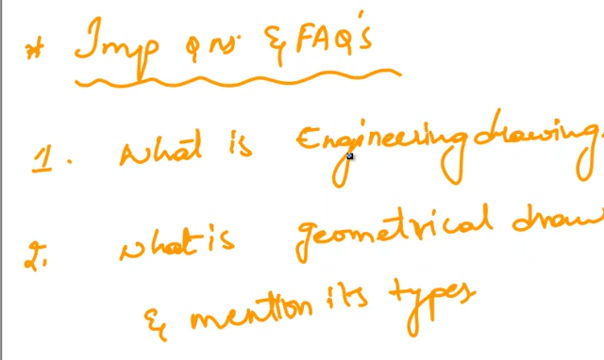 * Imp Qns. & FAQ's
1. What is Engineering drawing.
2. What is geometrical draw
& mention its types